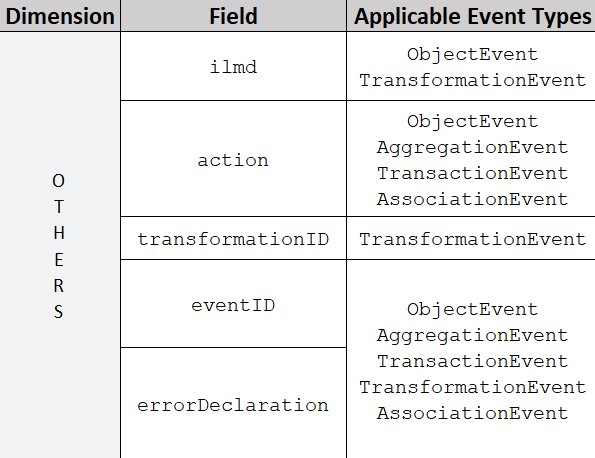 Dimension Field Applicable Event Types
OTHERS
ilmd
ObjectEvent
TransformationEvent
action
ObjectEvent
AggregationEvent
TransactionEvent
AssociationEvent
transformationID
TransformationEvent
eventID
errorDeclaration
ObjectEvent
AggregationEvent
TransactionEvent
TransformationEvent
AssociationEvent